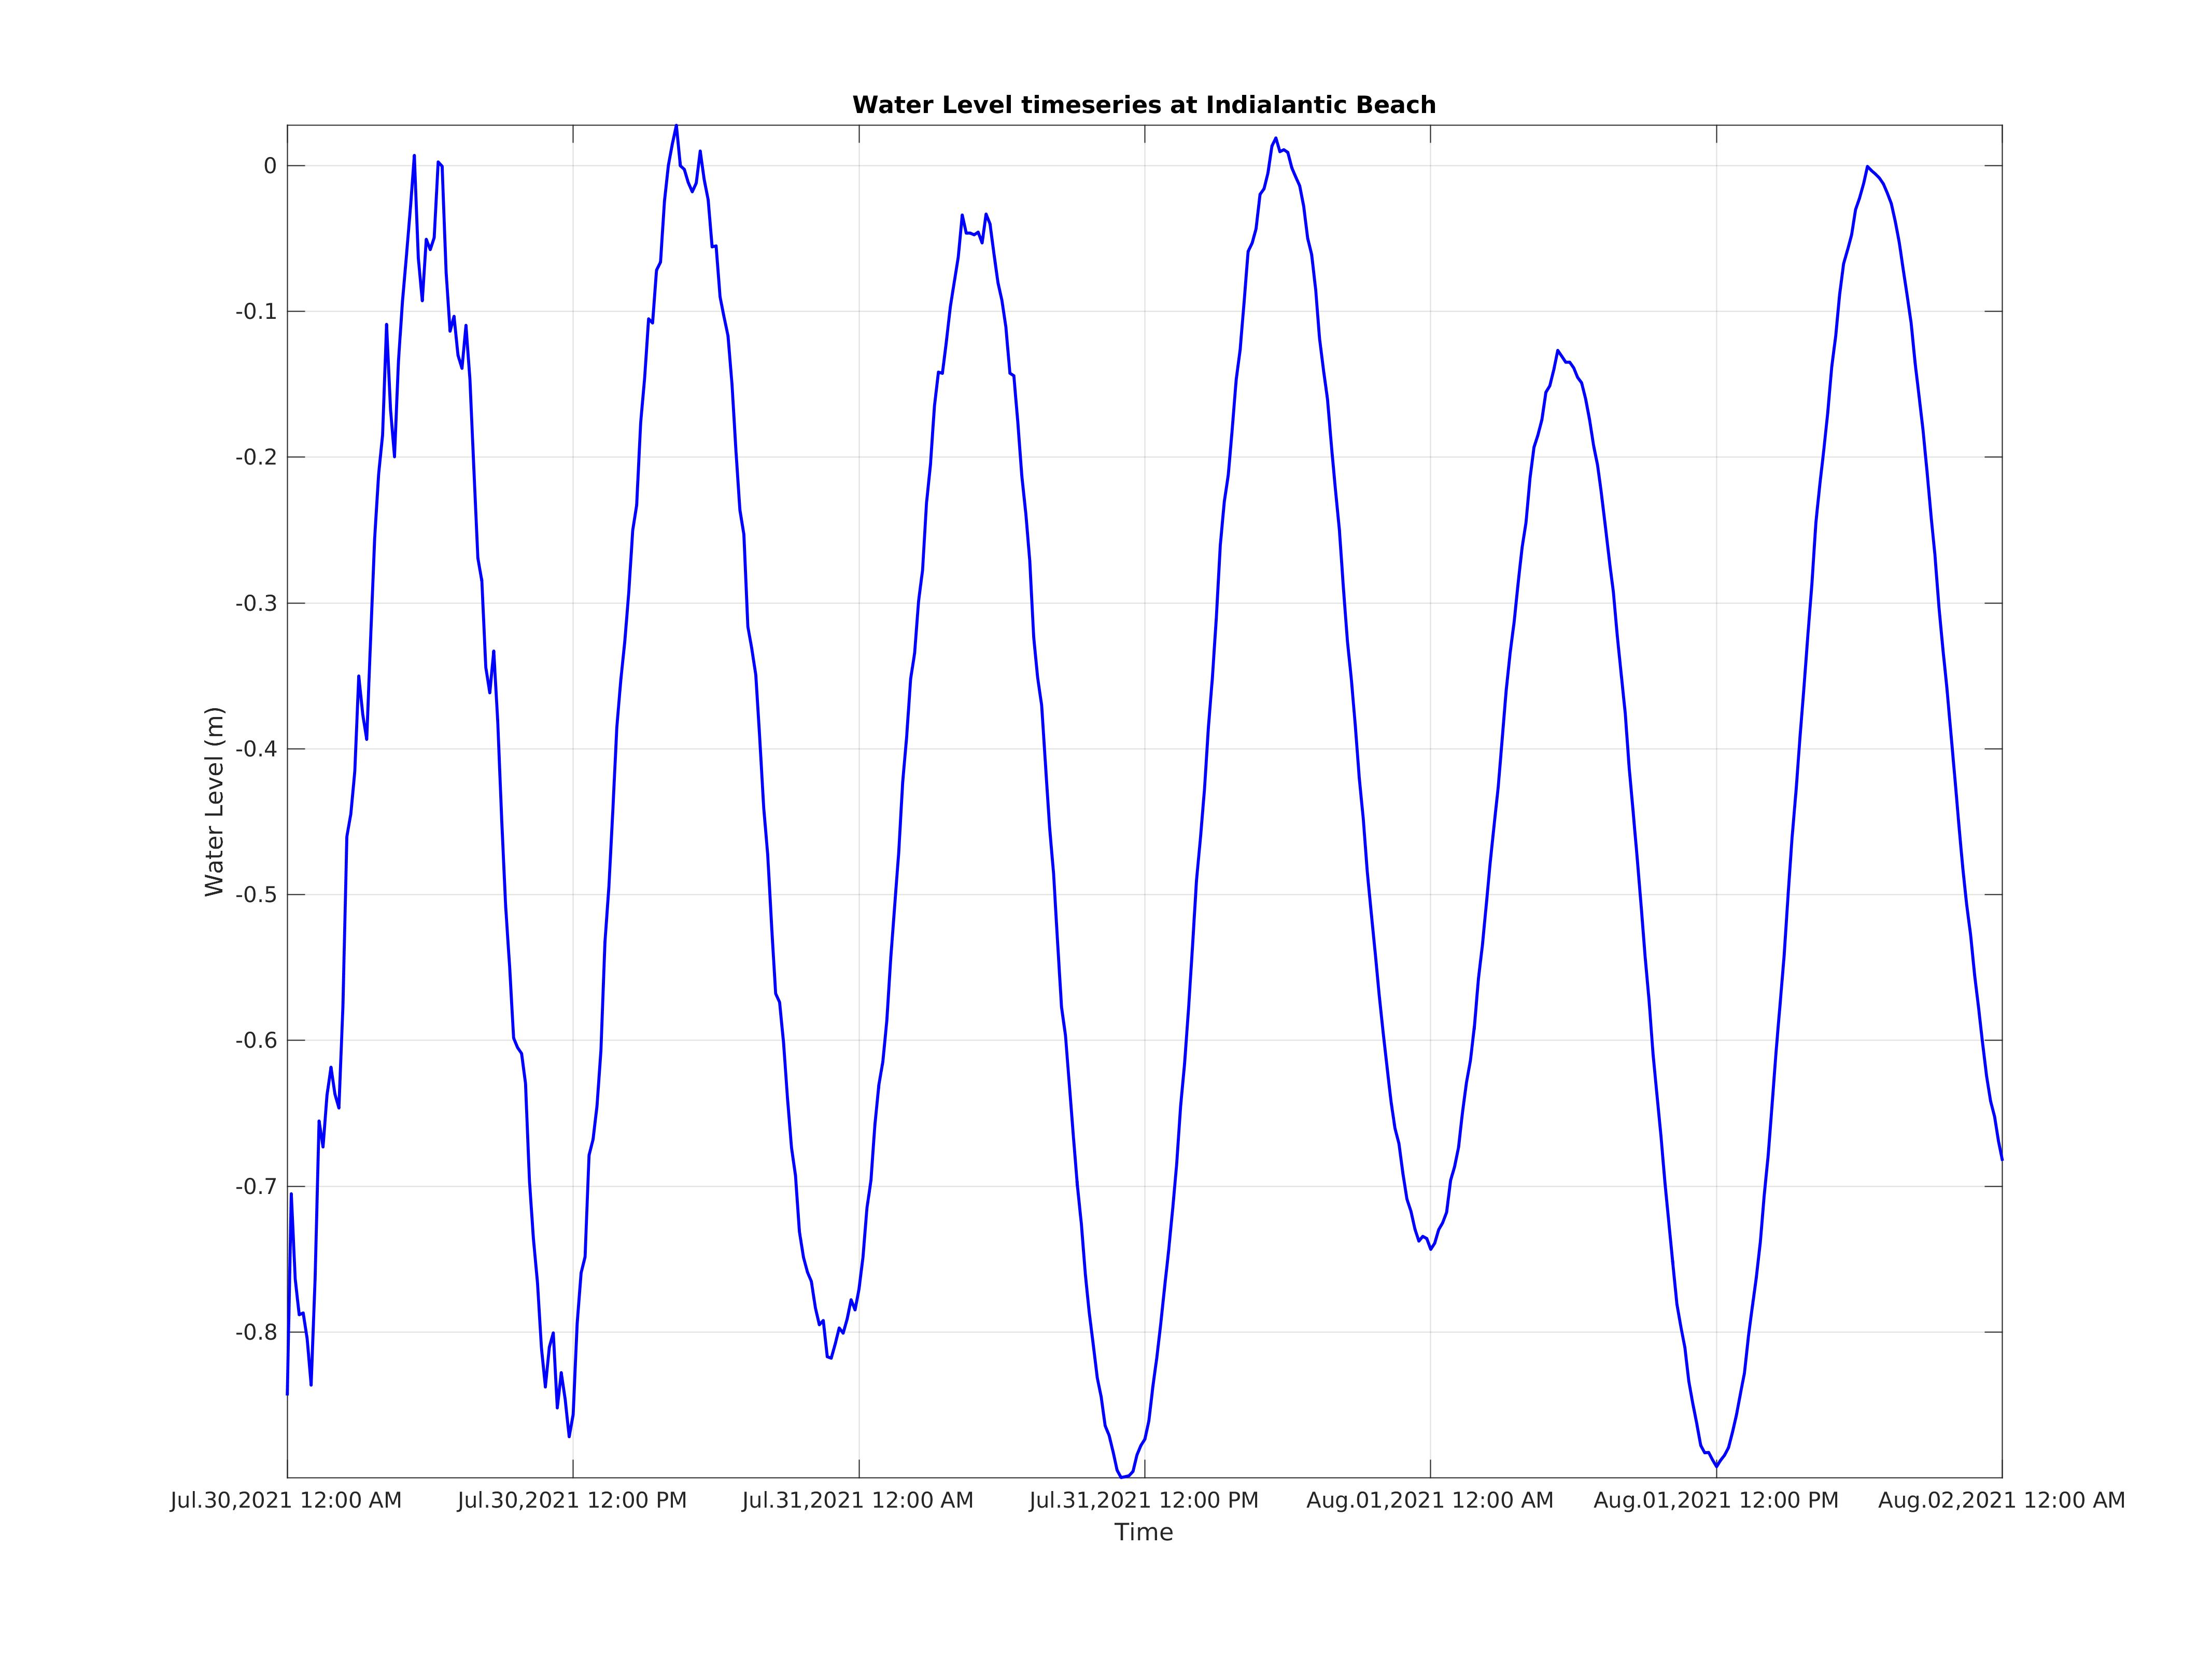 Water Level timeseries at Indialantic Beach
0
-0.1
-0.2
-0.3
-0.4
-0.5
-0.6
-0.7
-0.8
Water Level (m)
Jul.30,2021 12:00 AM Jul.30,2021 12:00 PM Jul.31,2021 12:00 AM Jul.31,2021 12:00 PM Aug.01,2021 12:00 AM Aug.01,2021 12:00 PM Aug.02,2021 12:00 AM
Time